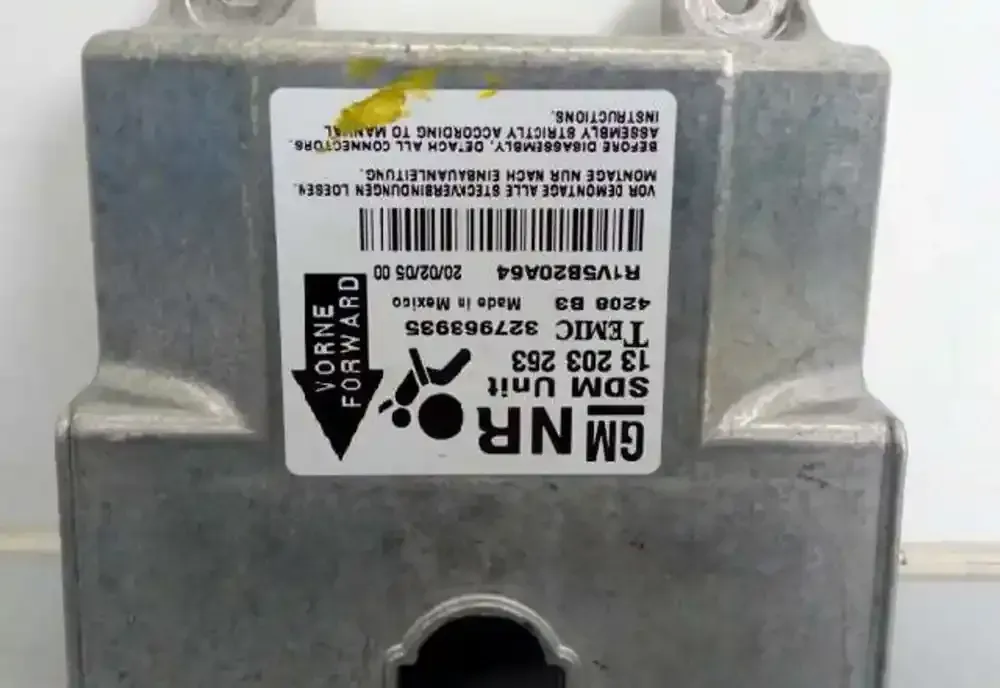 GM NR
SDM Unit
13 203 263
TEMIC 327963935
4208 B3 Made in Mexico
R1V5B20A64 20/02/05 00
VORNE
FORWARD
VOR DEMONTAGE ALLE STECKVERBINDUNGEN LOESEN.
MONTAGE NUR NACH EINBAUANLEITUNG.
BEFORE DISASSEMBLY, DETACH ALL CONNECTORS.
ASSEMBLY STRICTLY ACCORDING TO MANUAL
INSTRUCTIONS.